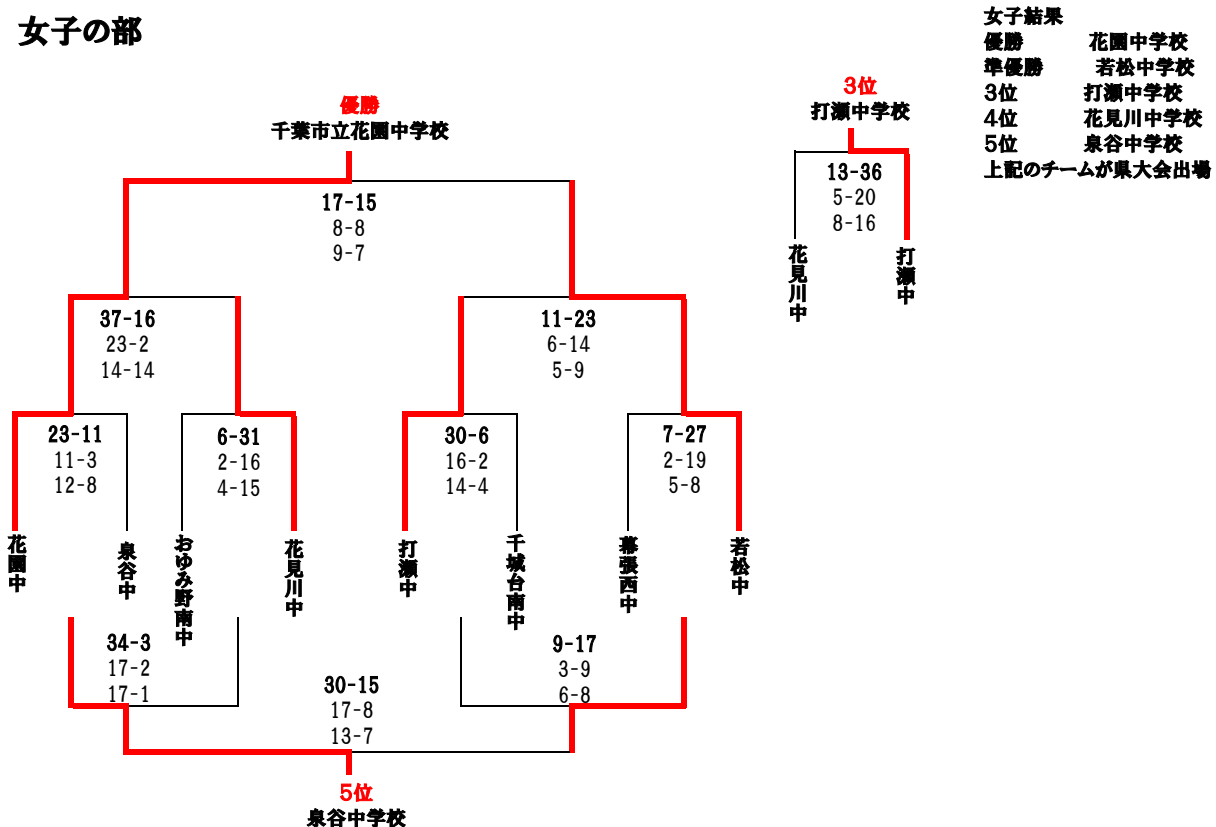 女子の部
女子結果
優勝 花園中学校
準優勝 若松中学校
3位 打瀬中学校
4位 花見川中学校
5位 泉谷中学校
上記のチームが県大会出場
優勝
千葉市立花園中学校
3位
打瀬中学校
17-15
8-8
9-7
13-36
5-20
8-16
花見川中
打瀬中
37-16
23-2
14-14
11-23
6-14
5-9
23-11
11-3
12-8
6-31
2-16
4-15
30-6
16-2
14-4
7-27
2-19
5-8
花園中
泉谷中
おゆみ野南中
花見川中
打瀬中
千城台南中
幕張西中
若松中
34-3
17-2
17-1
9-17
3-9
6-8
30-15
17-8
13-7
5位
泉谷中学校